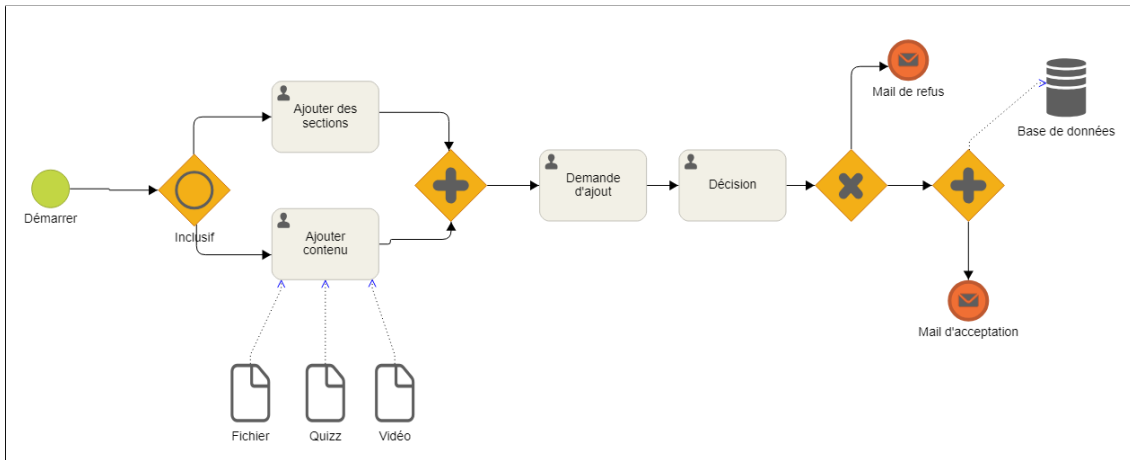 Mail de refus
Base de données
Ajouter des
sections
Démarrer
Inclusif
Ajouter
contenu
Demande
d'ajout
Décision
Mail d'acceptation
Fichier
Quizz
Vidéo